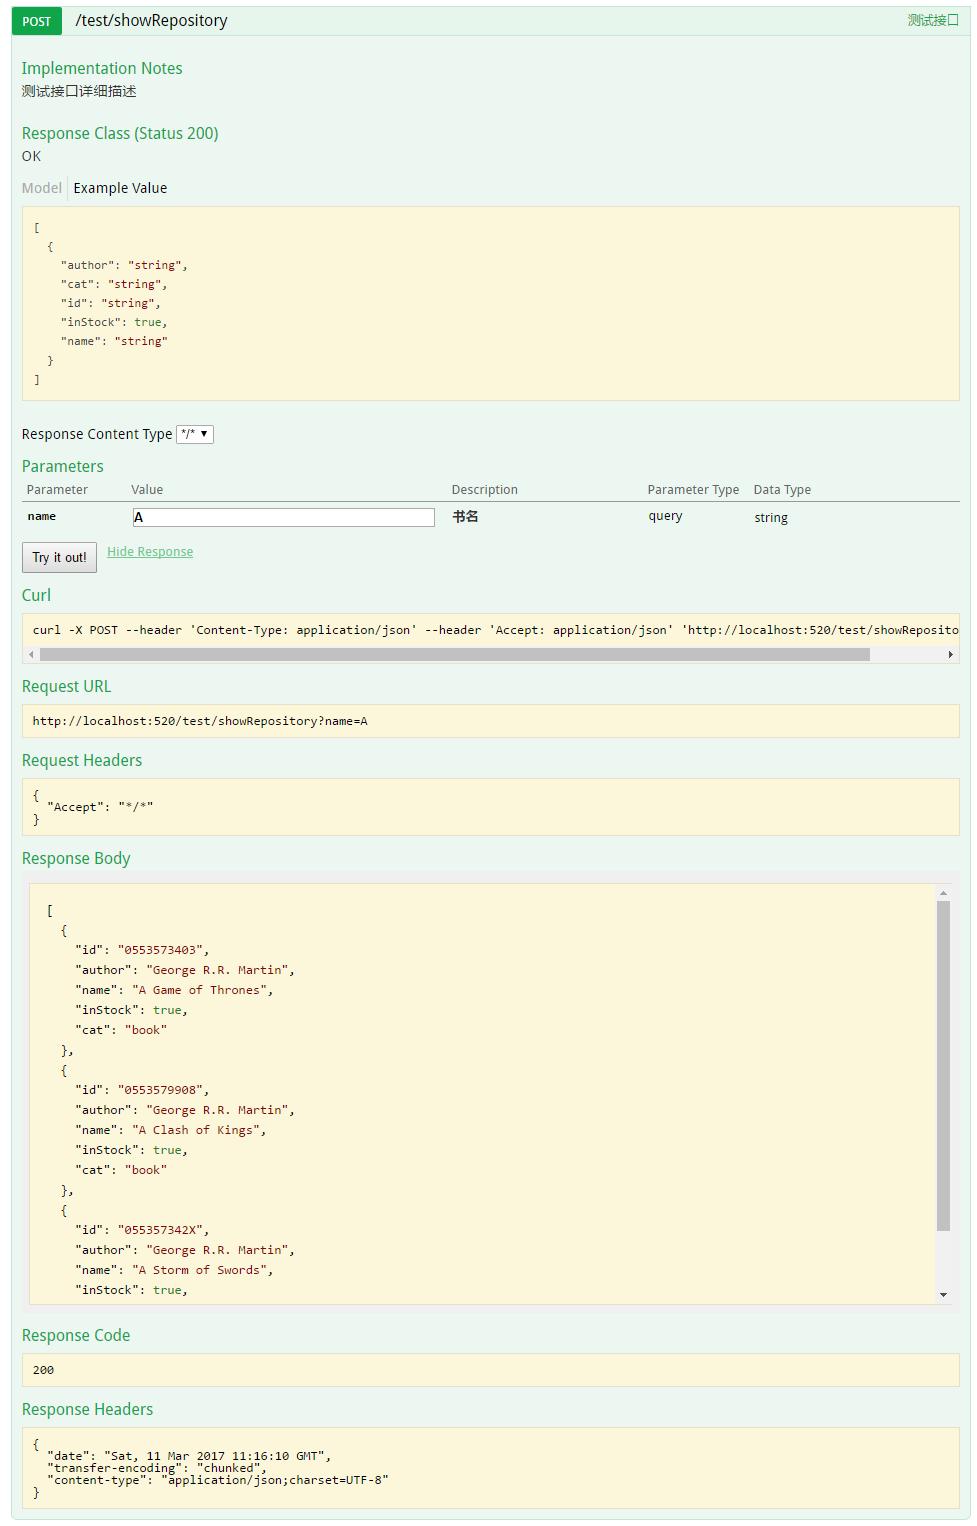 POST /test/showRepository 测试接口
Implementation Notes
测试接口详细描述
Response Class (Status 200)
OK
Model Example Value
[
{
"author": "string",
"cat": "string",
"id": "string",
"inStock": true,
"name": "string"
}
]
Response Content Type */*
Parameters
Parameter Value Description Parameter Type Data Type
name A 书名 query string
Try it out! Hide Response
Curl
curl -X POST --header 'Content-Type: application/json' --header 'Accept: application/json' 'http://localhost:520/test/showReposito
Request URL
http://localhost:520/test/showRepository?name=A
Request Headers
{
"Accept": "*/*"
}
Response Body
[
{
"id": "0553573403",
"author": "George R.R. Martin",
"name": "A Game of Thrones",
"inStock": true,
"cat": "book"
},
{
"id": "0553579908",
"author": "George R.R. Martin",
"name": "A Clash of Kings",
"inStock": true,
"cat": "book"
},
{
"id": "055357342X",
"author": "George R.R. Martin",
"name": "A Storm of Swords",
"inStock": true,
Response Code
200
Response Headers
{
"date": "Sat, 11 Mar 2017 11:16:10 GMT",
"transfer-encoding": "chunked",
"content-type": "application/json;charset=UTF-8"
}